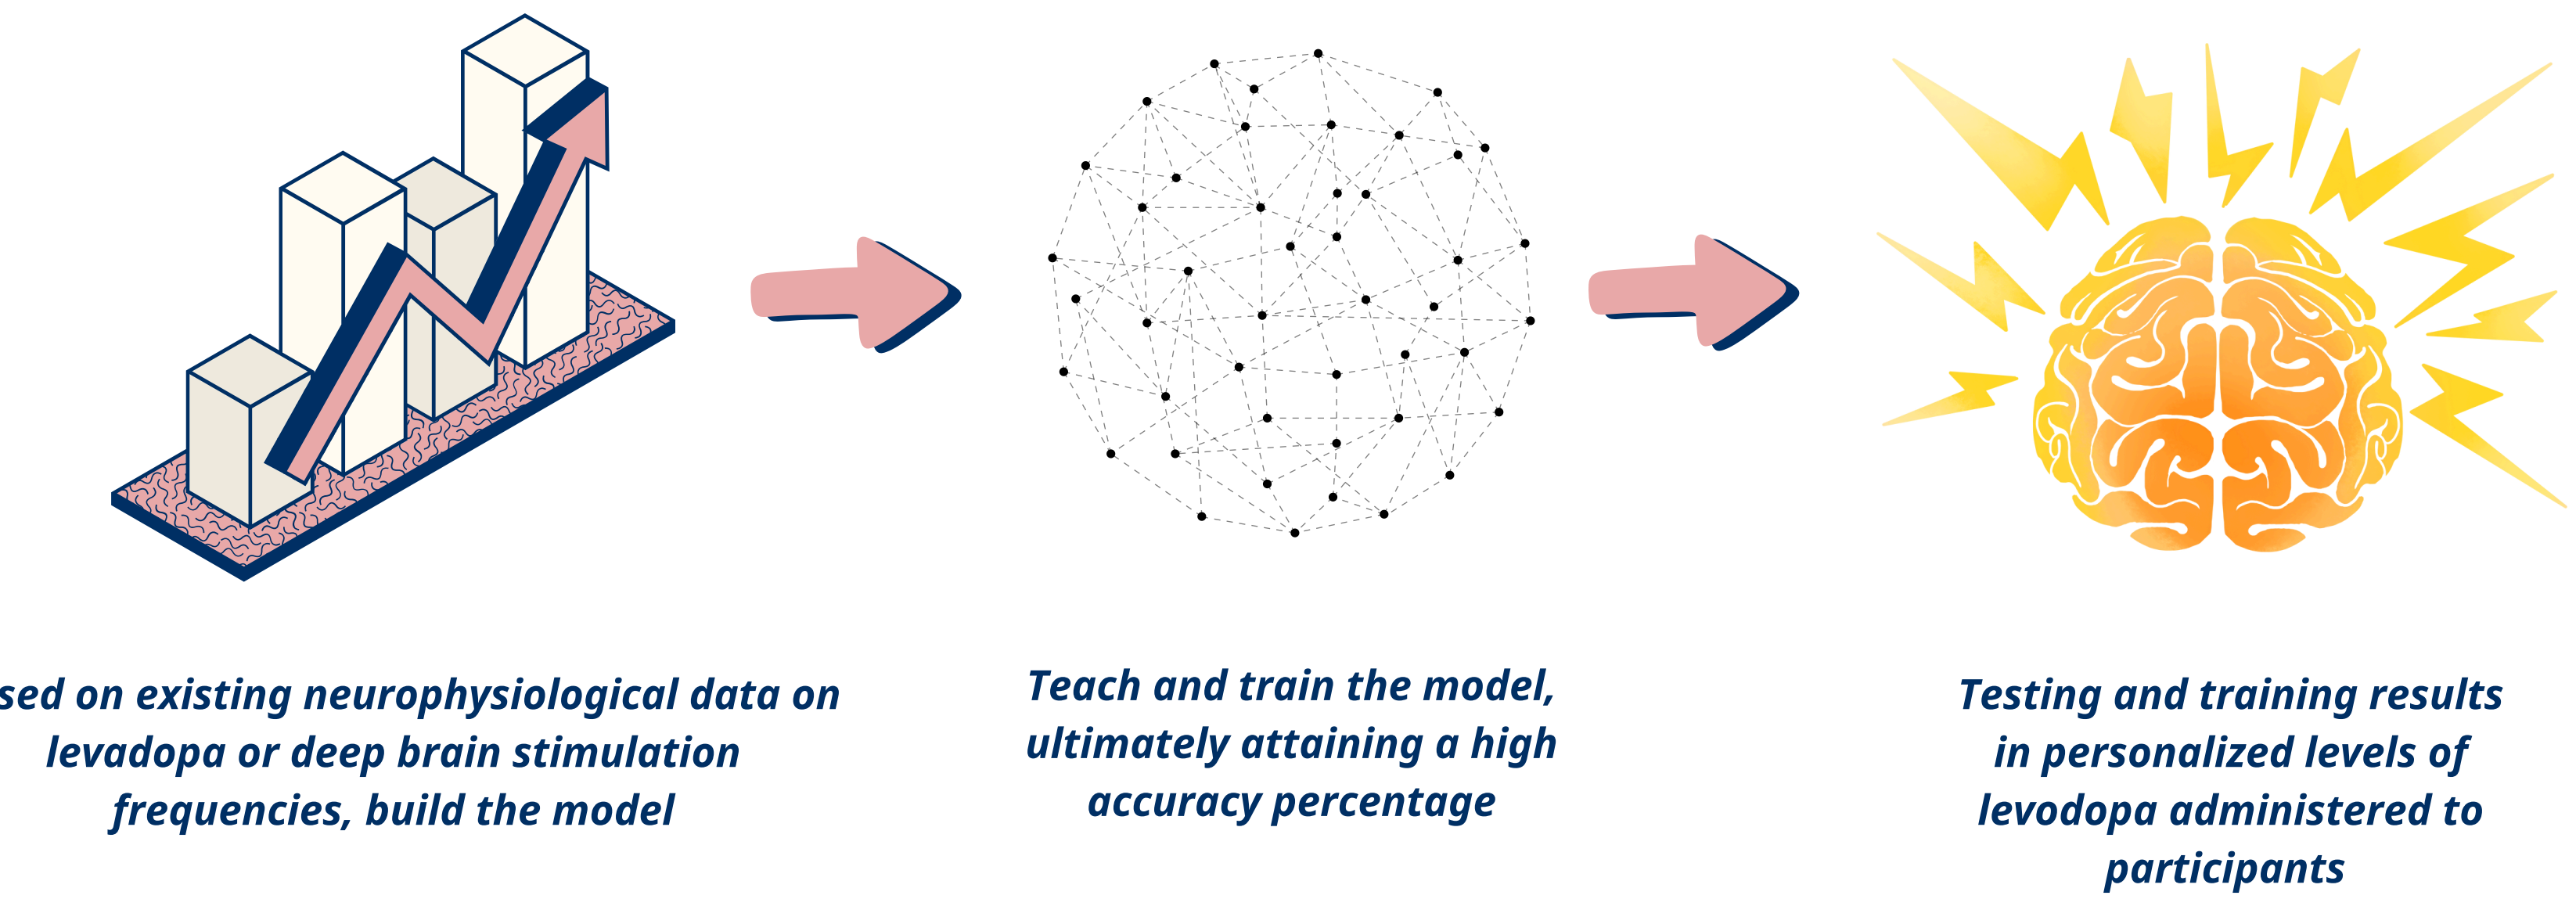 sed on existing neurophysiological data on
levadopa or deep brain stimulation
frequencies, build the model
Teach and train the model,
ultimately attaining a high
accuracy percentage
Testing and training results
in personalized levels of
levodopa administered to
participants